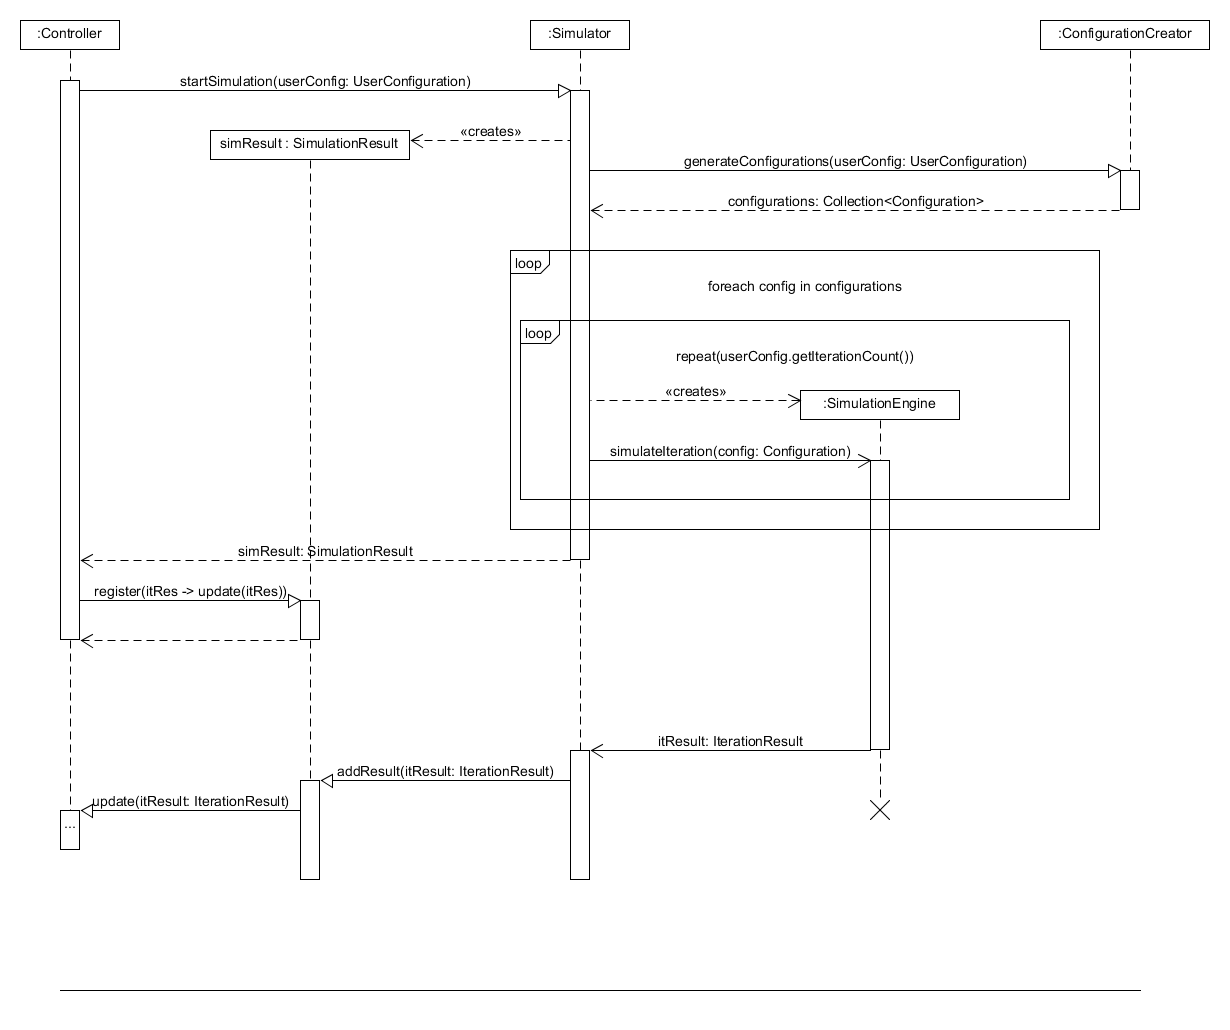 :Controller
:Simulator
:ConfigurationCreator
startSimulation(userConfig: UserConfiguration)
«creates»
simResult : SimulationResult
generateConfigurations(userConfig: UserConfiguration)
configurations: Collection<Configuration>
loop
foreach config in configurations
loop
repeat(userConfig.getIterationCount())
«creates»
:SimulationEngine
simulateIteration(config: Configuration)
simResult: SimulationResult
register(itRes -> update(itRes))
itResult: IterationResult
addResult(itResult: IterationResult)
update(itResult: IterationResult)
...